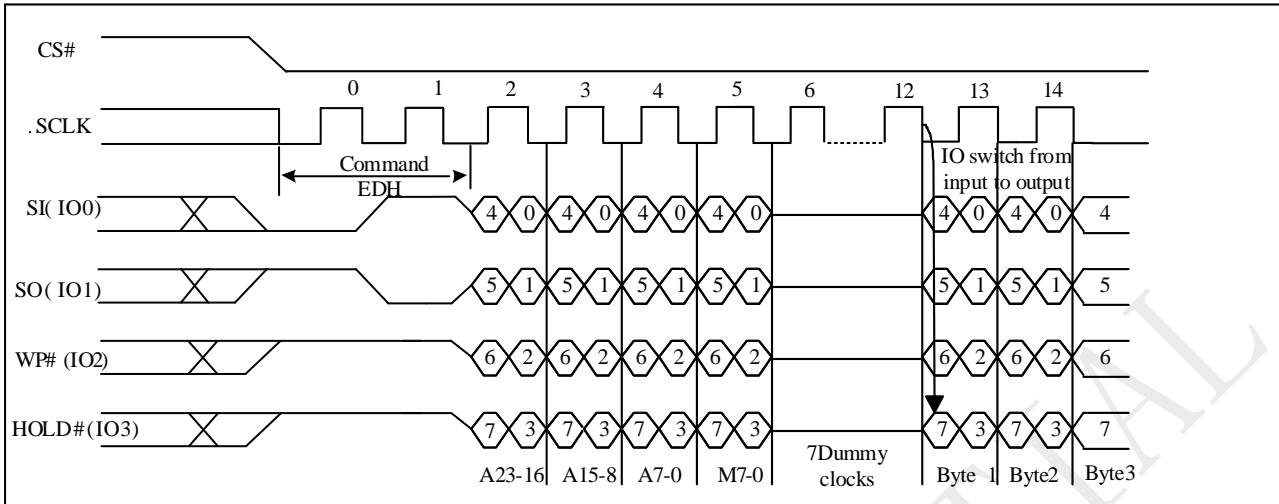 CS#
0 1 2 3 4 5 6 12 13 14
. SCLK
Command
EDH
IO switch from
input to output
SI( IO0) 4 0 4 0 4 0 4 0 4 0 4 0 4
SO( IO1) 5 1 5 1 5 1 5 1 5 1 5 1 5
WP# (IO2) 6 2 6 2 6 2 6 2 6 2 6 2 6
HOLD# (IO3) 7 3 7 3 7 3 7 3 7 3 7 3 7
A23-16 A15-8 A7-0 M7-0 7Dummy
clocks
Byte 1 Byte2 Byte3